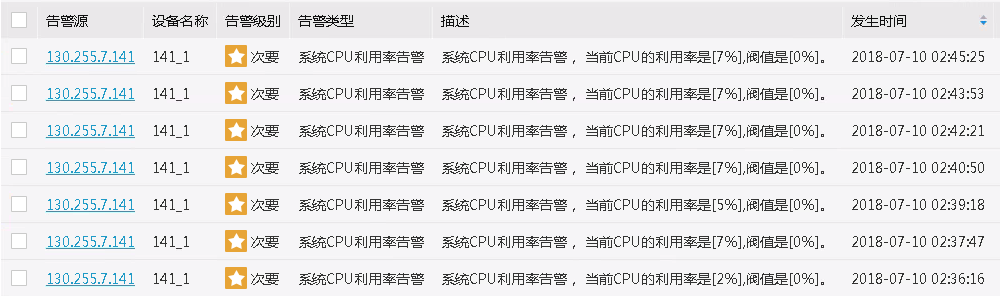 告警源 设备名称 告警级别 告警类型 描述 发生时间
130.255.7.141 141_1 次要 系统CPU利用率告警 系统CPU利用率告警，当前CPU的利用率是[7%],阀值是[0%]。 2018-07-10 02:45:25
130.255.7.141 141_1 次要 系统CPU利用率告警 系统CPU利用率告警，当前CPU的利用率是[7%],阀值是[0%]。 2018-07-10 02:43:53
130.255.7.141 141_1 次要 系统CPU利用率告警 系统CPU利用率告警，当前CPU的利用率是[7%],阀值是[0%]。 2018-07-10 02:42:21
130.255.7.141 141_1 次要 系统CPU利用率告警 系统CPU利用率告警，当前CPU的利用率是[7%],阀值是[0%]。 2018-07-10 02:40:50
130.255.7.141 141_1 次要 系统CPU利用率告警 系统CPU利用率告警，当前CPU的利用率是[5%],阀值是[0%]。 2018-07-10 02:39:18
130.255.7.141 141_1 次要 系统CPU利用率告警 系统CPU利用率告警，当前CPU的利用率是[7%],阀值是[0%]。 2018-07-10 02:37:47
130.255.7.141 141_1 次要 系统CPU利用率告警 系统CPU利用率告警，当前CPU的利用率是[2%],阀值是[0%]。 2018-07-10 02:36:16